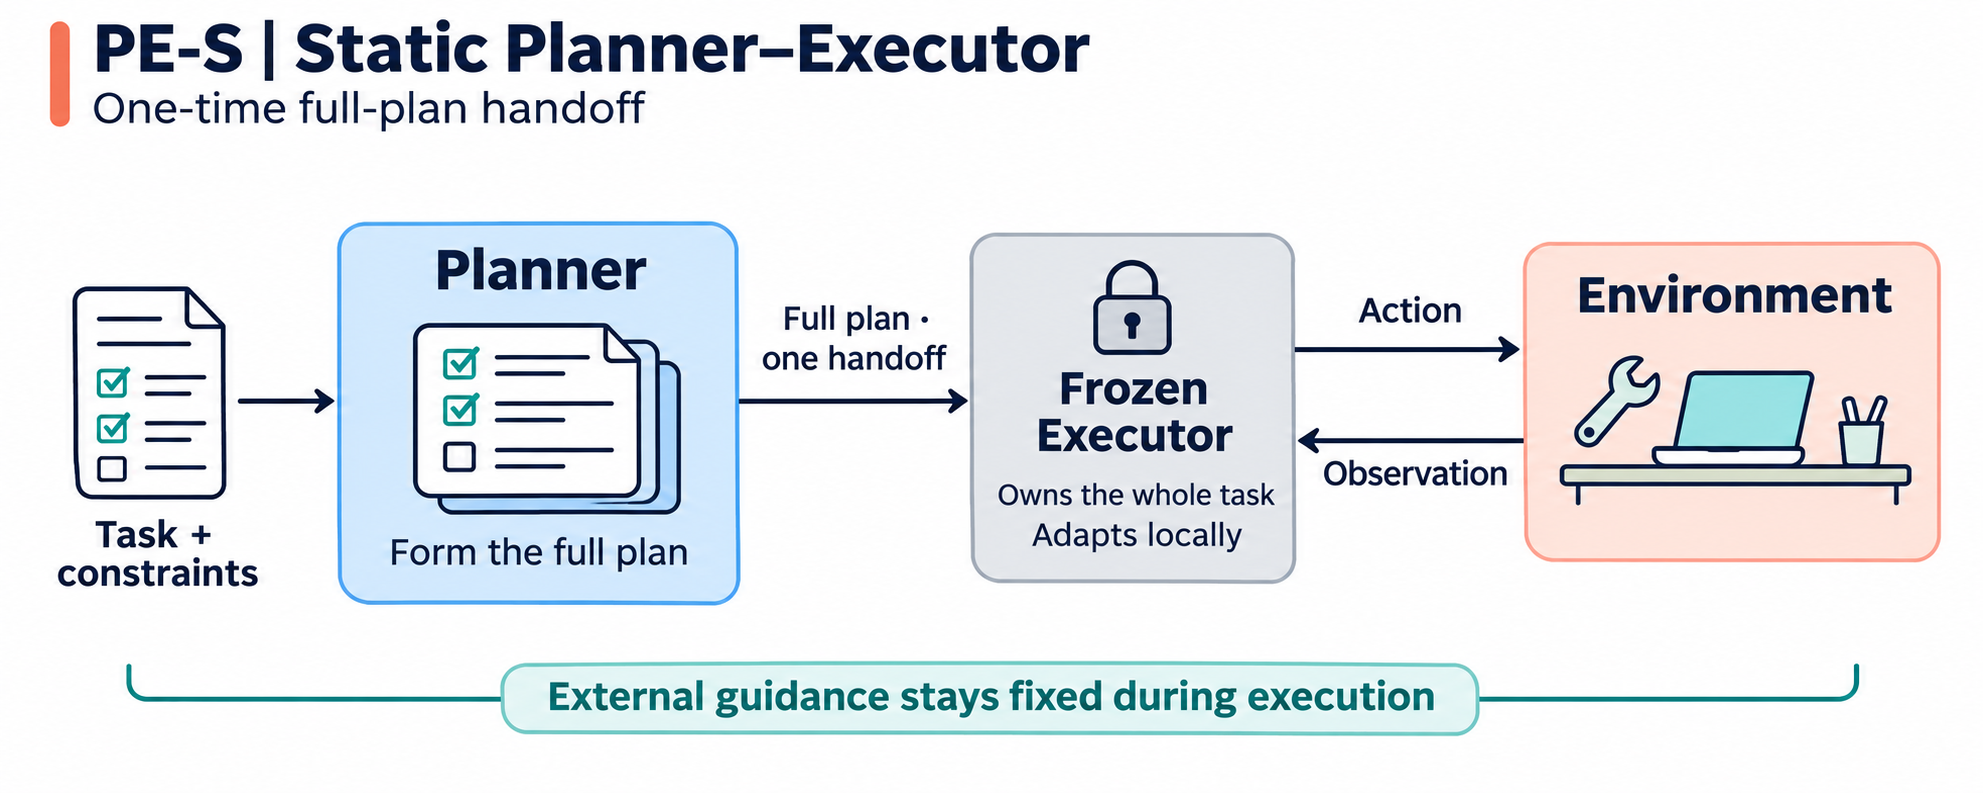 PE-S | Static Planner–Executor
One-time full-plan handoff
Task +
constraints
Planner
Form the full plan
Full plan ·
one handoff
Frozen
Executor
Owns the whole task
Adapts locally
Action
Observation
Environment
External guidance stays fixed during execution